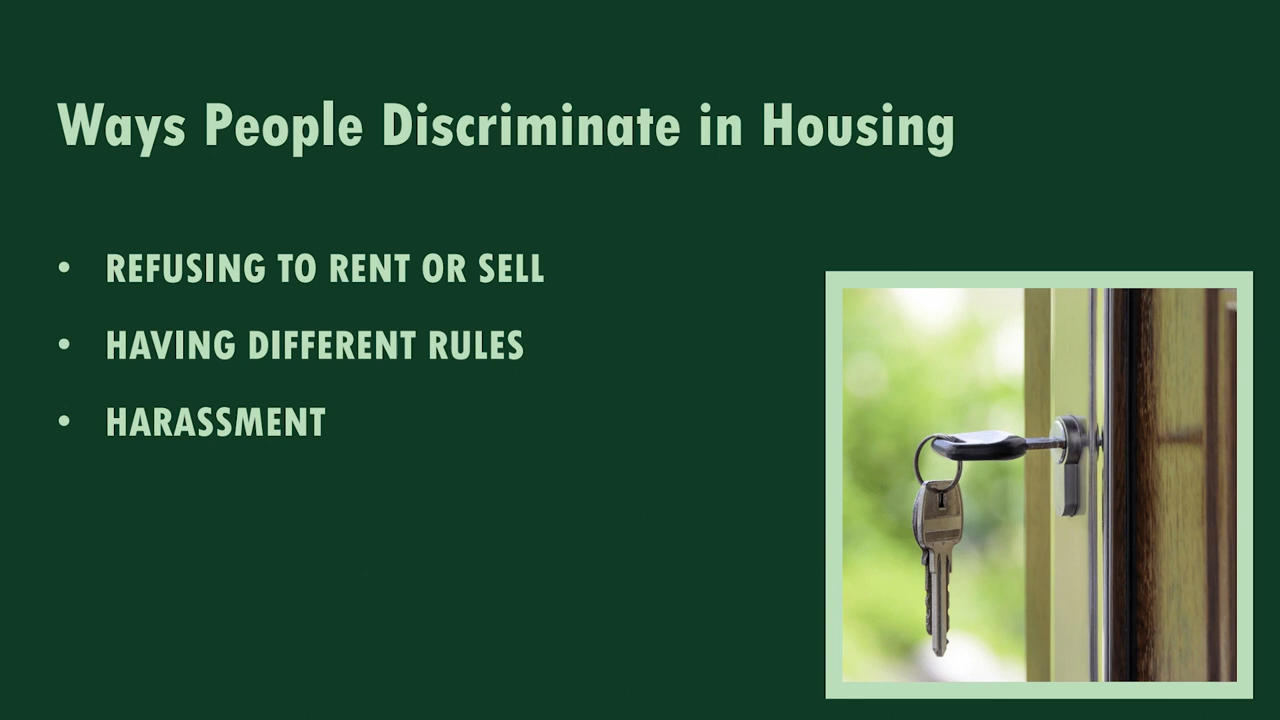 Ways People Discriminate in Housing
• REFUSING TO RENT OR SELL
• HAVING DIFFERENT RULES
• HARASSMENT